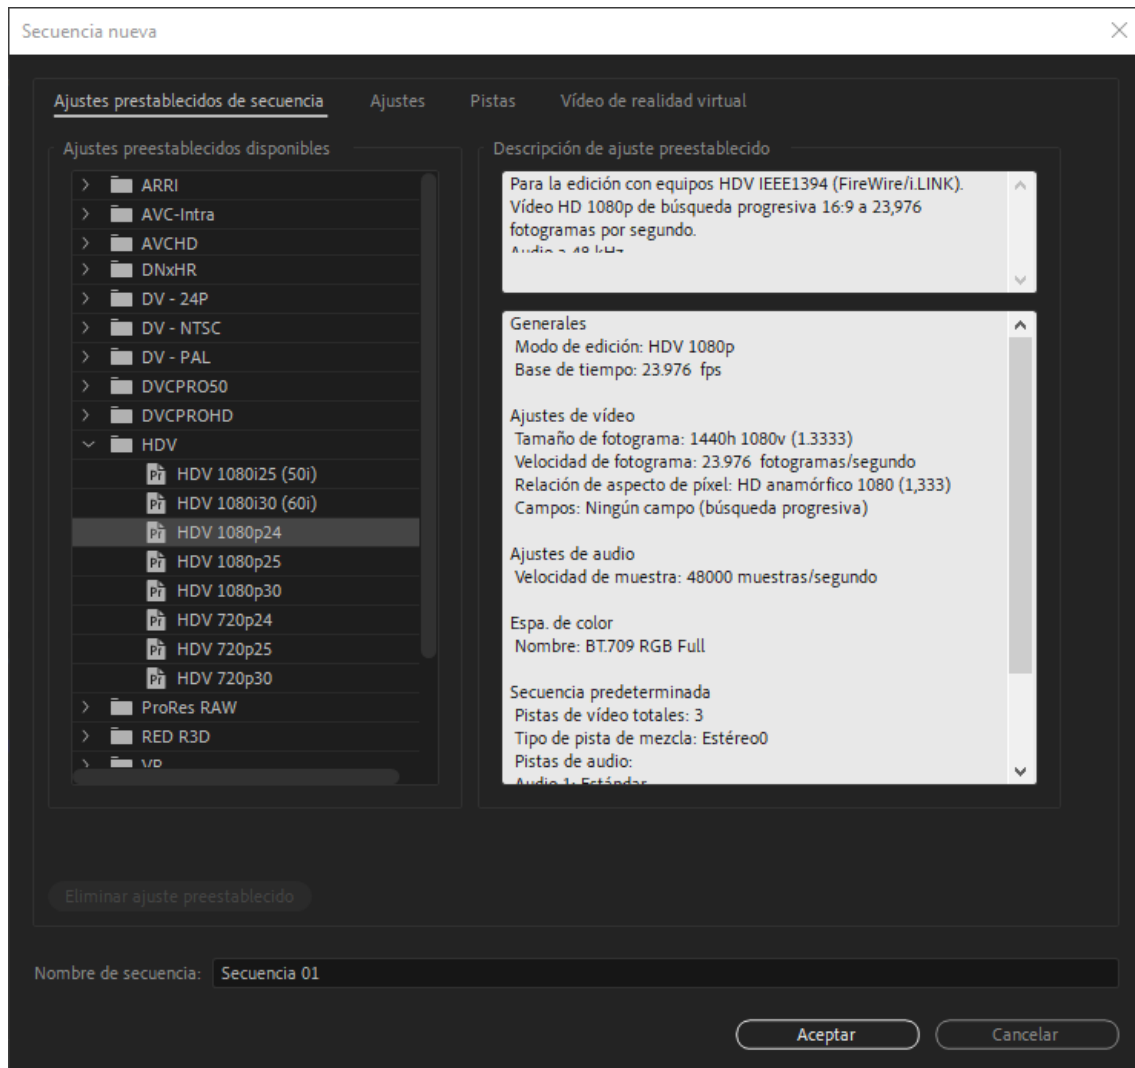 Secuencia nueva
Ajustes prestablecidos de secuencia
Ajustes
Pistas
Vídeo de realidad virtual
Ajustes preestablecidos disponibles
ARRI
AVC-Intra
AVCHD
DNxHR
DV - 24P
DV - NTSC
DV - PAL
DVCPRO50
DVCPROHD
HDV
HDV 1080i25 (50i)
HDV 1080i30 (60i)
HDV 1080p24
HDV 1080p25
HDV 1080p30
HDV 720p24
HDV 720p25
HDV 720p30
ProRes RAW
RED R3D
VR
Descripción de ajuste preestablecido
Para la edición con equipos HDV IEEE1394 (FireWire/i.LINK).
Vídeo HD 1080p de búsqueda progresiva 16:9 a 23,976
fotogramas por segundo.
Audio a 48 kHz
Generales
Modo de edición: HDV 1080p
Base de tiempo: 23.976 fps
Ajustes de vídeo
Tamaño de fotograma: 1440h 1080v (1.3333)
Velocidad de fotograma: 23.976 fotogramas/segundo
Relación de aspecto de píxel: HD anamórfico 1080 (1,333)
Campos: Ningún campo (búsqueda progresiva)
Ajustes de audio
Velocidad de muestra: 48000 muestras/segundo
Espa. de color
Nombre: BT.709 RGB Full
Secuencia predeterminada
Pistas de vídeo totales: 3
Tipo de pista de mezcla: Estéreo0
Pistas de audio:
Audio 1: Estándar
Eliminar ajuste preestablecido
Nombre de secuencia: Secuencia 01
Aceptar
Cancelar